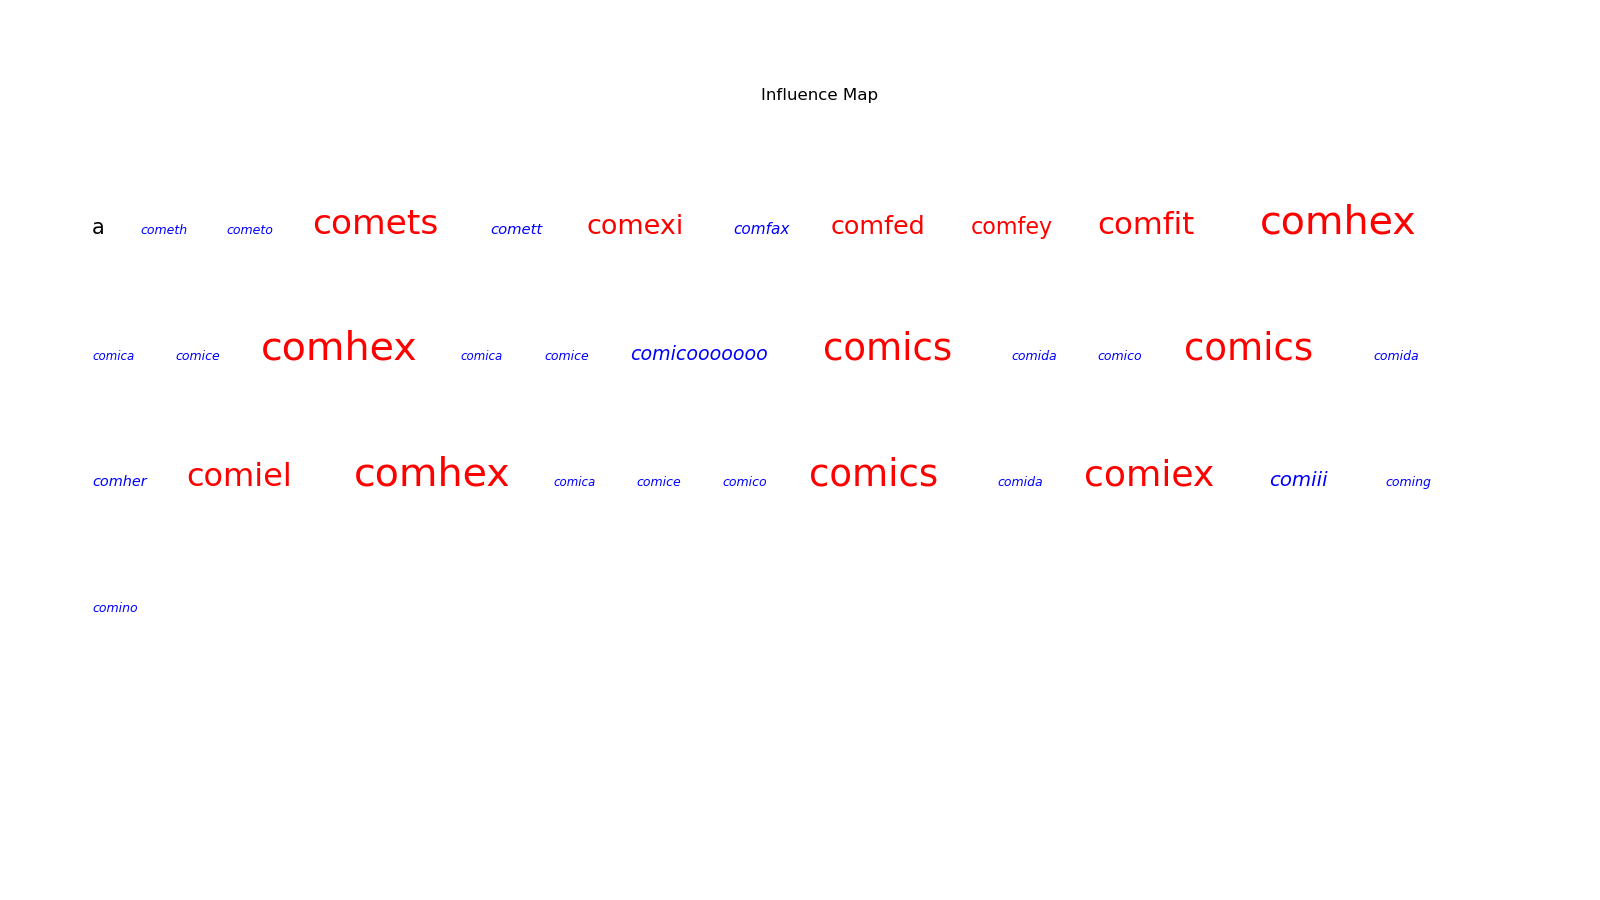 Influence Map
a cometh cometo comets comett comexi comfax comfed comfey comfit comhex
comica comice comhex comica comice comicooooooo comics comida comico comics comida
comher comiel comhex comica comice comico comics comida comiex comiii coming
comino